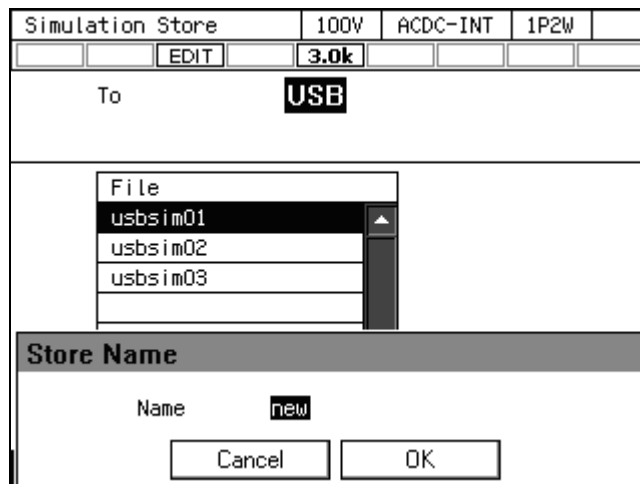 Simulation Store 100V ACDC-INT 1P2W
EDIT 3.0k
To USB
File
usbsim01
usbsim02
usbsim03
Store Name
Name new
Cancel OK